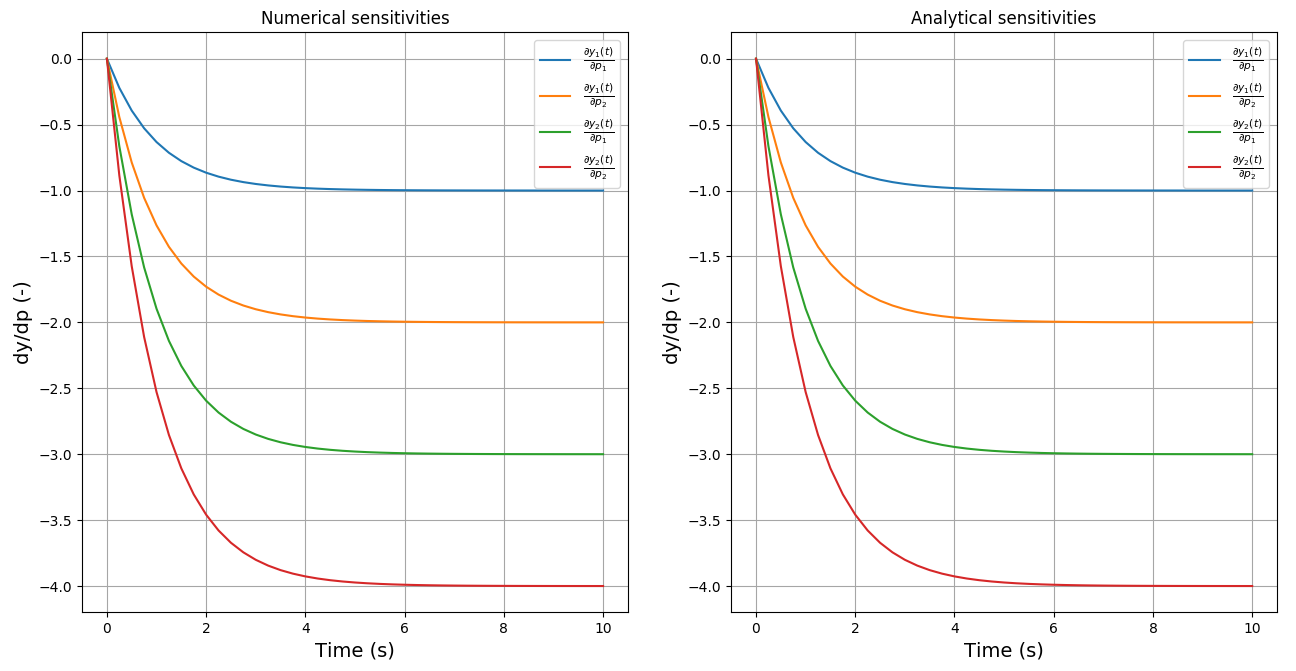 Numerical sensitivities
∂y₁(t)/∂p₁
∂y₁(t)/∂p₂
∂y₂(t)/∂p₁
∂y₂(t)/∂p₂
dy/dp (-)
0.0
−0.5
−1.0
−1.5
−2.0
−2.5
−3.0
−3.5
−4.0
0 2 4 6 8 10
Time (s)
Analytical sensitivities
∂y₁(t)/∂p₁
∂y₁(t)/∂p₂
∂y₂(t)/∂p₁
∂y₂(t)/∂p₂
dy/dp (-)
0.0
−0.5
−1.0
−1.5
−2.0
−2.5
−3.0
−3.5
−4.0
0 2 4 6 8 10
Time (s)